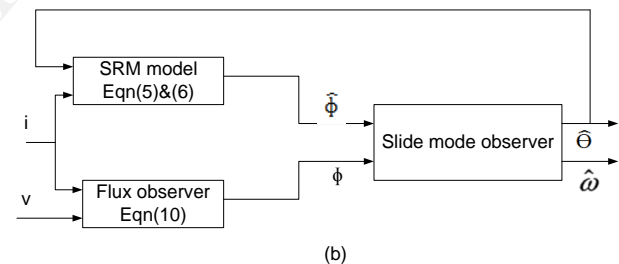 SRM model
Eqn(5)&(6)
i
v
Flux observer
Eqn(10)
ϕ̂
ϕ
Slide mode observer
Θ̂
ω̂
(b)